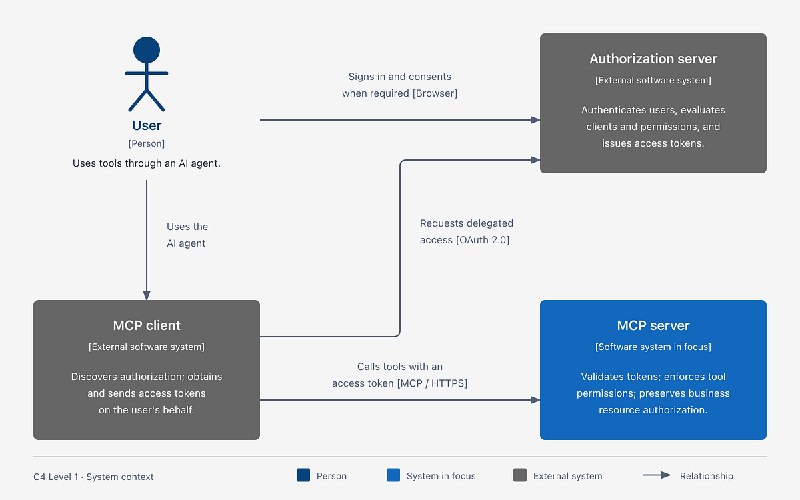 Authorization server
[External software system]
Authenticates users, evaluates
clients and permissions, and
issues access tokens.
Signs in and consents
when required [Browser]
User
[Person]
Uses tools through an AI agent.
Uses the
AI agent
Requests delegated
access [OAuth 2.0]
MCP client
[External software system]
Discovers authorization; obtains
and sends access tokens
on the user's behalf.
Calls tools with an
access token [MCP / HTTPS]
MCP server
[Software system in focus]
Validates tokens; enforces tool
permissions; preserves business
resource authorization.
C4 Level 1 · System context
Person
System in focus
External system
Relationship